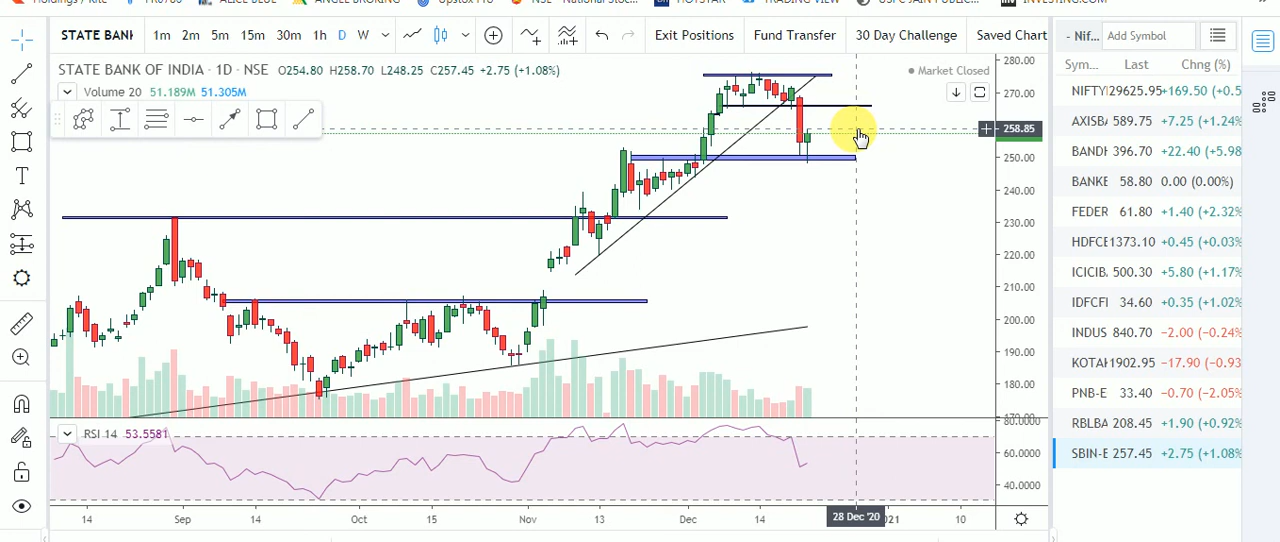 Holdings / Kite
FK0780
ALICE BLUE
ANGEL BROKING
Upstox Pro
NSE - National Stoc...
HOTSTAR
TRADING VIEW
USPC JAIN PUBLIC...
INVESTING.COM
STATE BANK 1m 2m 5m 15m 30m 1h D W Exit Positions Fund Transfer 30 Day Challenge Saved Chart
- Nif... Add Symbol
STATE BANK OF INDIA · 1D · NSE O254.80 H258.70 L248.25 C257.45 +2.75 (+1.08%)
Market Closed
Volume 20 51.189M 51.305M
280.00
270.00
258.85
250.00
240.00
230.00
220.00
210.00
200.00
190.00
180.00
170.00
RSI 14 53.5581
80.0000
60.0000
40.0000
14 Sep 14 Oct 15 Nov 13 Dec 14 28 Dec '20 2021 10
Sym... Last Chng (%)
NIFTY 29625.95 +169.50 (+0.5
AXISBA 589.75 +7.25 (+1.24%
BANDH 396.70 +22.40 (+5.98
BANKE 58.80 0.00 (0.00%)
FEDER 61.80 +1.40 (+2.32%
HDFCE 1373.10 +0.45 (+0.03%
ICICIB 500.30 +5.80 (+1.17%
IDFCFI 34.60 +0.35 (+1.02%
INDUS 840.70 −2.00 (−0.24%
KOTAK 1902.95 −17.90 (−0.93
PNB-E 33.40 −0.70 (−2.05%
RBLBA 208.45 +1.90 (+0.92%
SBIN-E 257.45 +2.75 (+1.08%